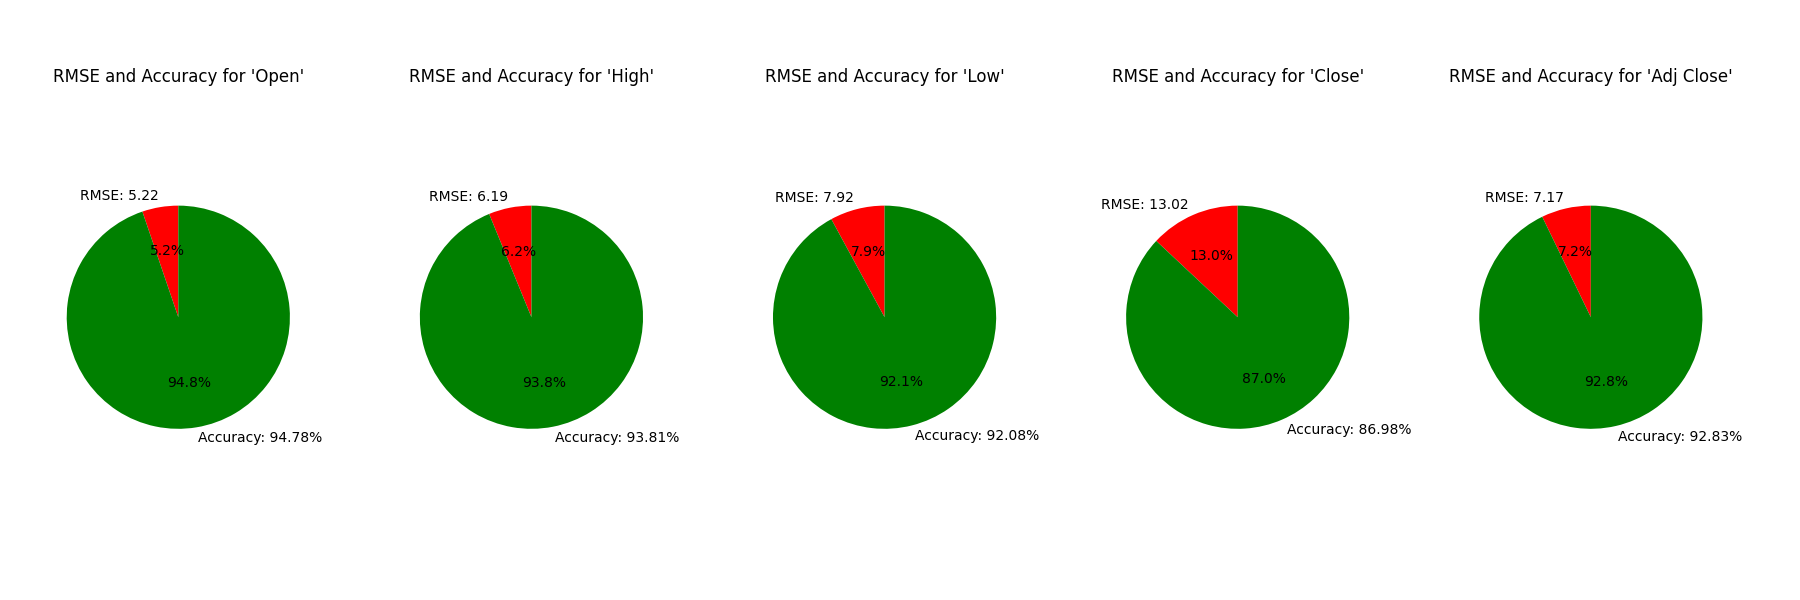 RMSE and Accuracy for 'Open'
RMSE: 5.22
5.2%
94.8%
Accuracy: 94.78%
RMSE and Accuracy for 'High'
RMSE: 6.19
6.2%
93.8%
Accuracy: 93.81%
RMSE and Accuracy for 'Low'
RMSE: 7.92
7.9%
92.1%
Accuracy: 92.08%
RMSE and Accuracy for 'Close'
RMSE: 13.02
13.0%
87.0%
Accuracy: 86.98%
RMSE and Accuracy for 'Adj Close'
RMSE: 7.17
7.2%
92.8%
Accuracy: 92.83%